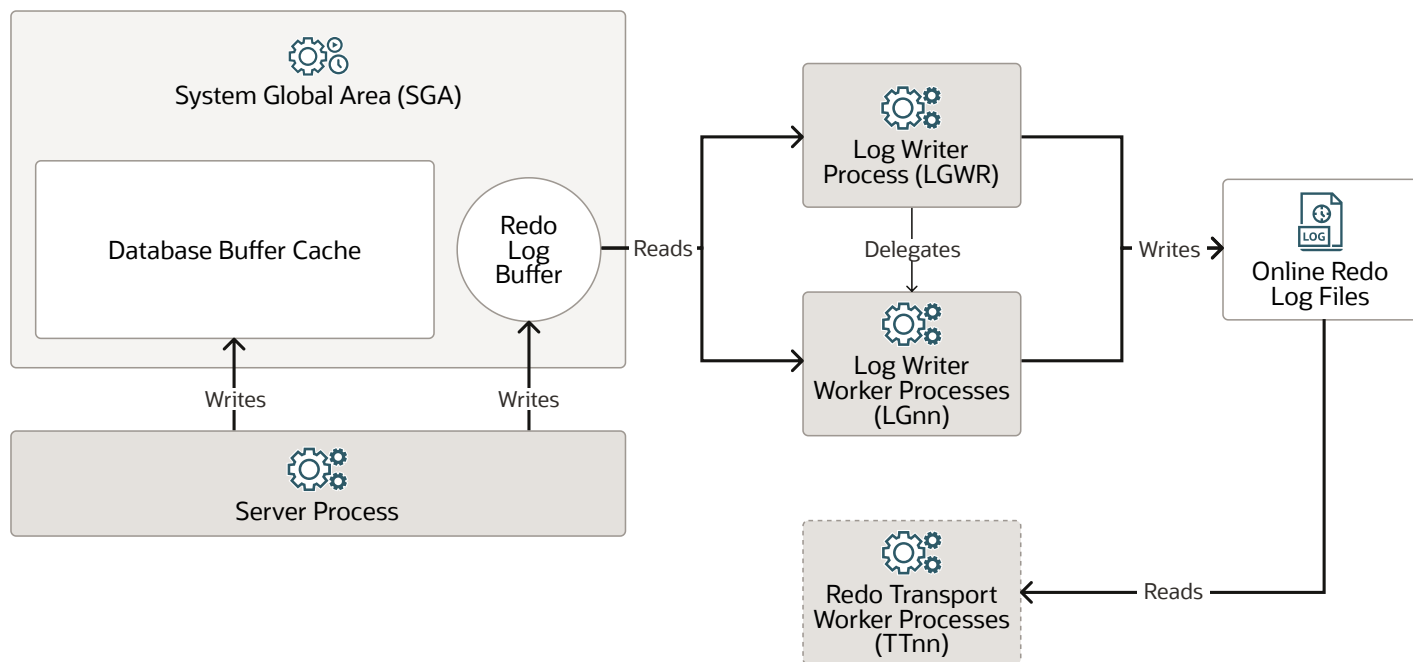 System Global Area (SGA)
Database Buffer Cache
Redo
Log
Buffer
Writes
Writes
Server Process
Reads
Log Writer
Process (LGWR)
Delegates
Log Writer
Worker Processes
(LGnn)
Writes
LOG
Online Redo
Log Files
Reads
Redo Transport
Worker Processes
(TTnn)